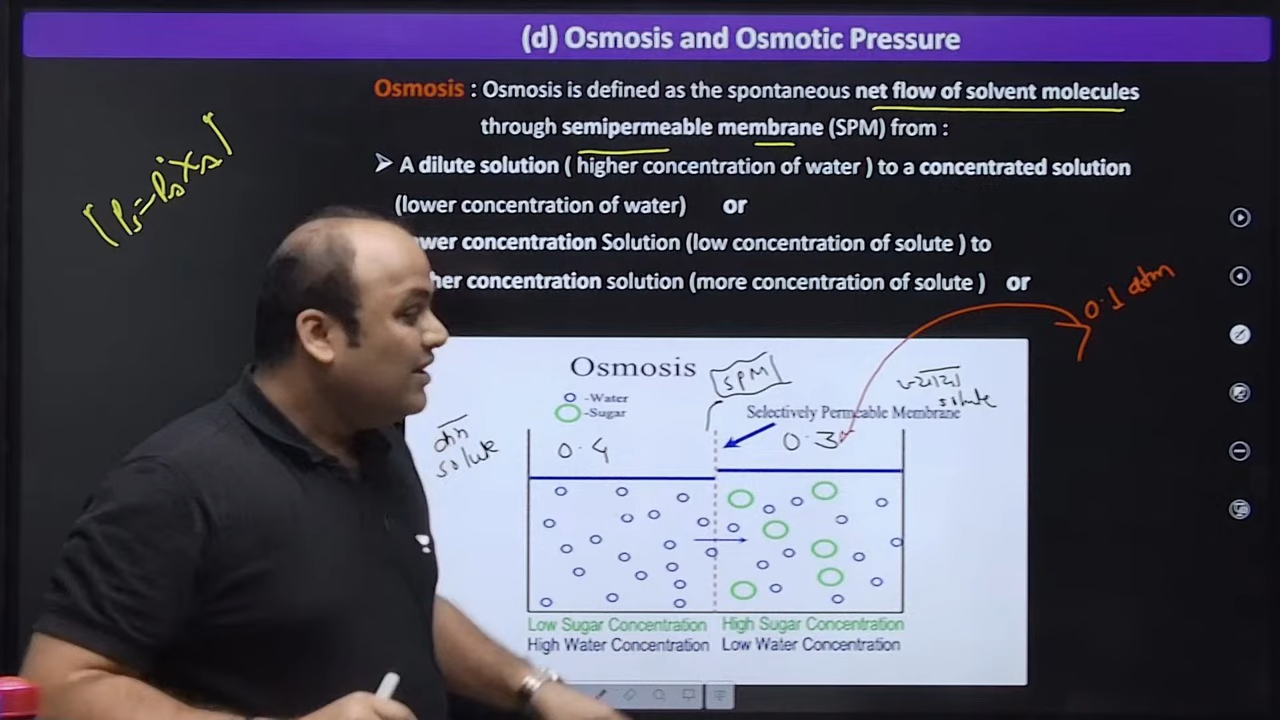 (d) Osmosis and Osmotic Pressure
Osmosis : Osmosis is defined as the spontaneous net flow of solvent molecules
through semipermeable membrane (SPM) from :
➢ A dilute solution ( higher concentration of water ) to a concentrated solution
(lower concentration of water) or
concentration Solution (low concentration of solute ) to
concentration solution (more concentration of solute ) or
0.1 atm
Osmosis
SPM
-Water
-Sugar
Selectively Permeable Membrane
solute
solute
0.4
0.3
Low Sugar Concentration
High Sugar Concentration
High Water Concentration
Low Water Concentration